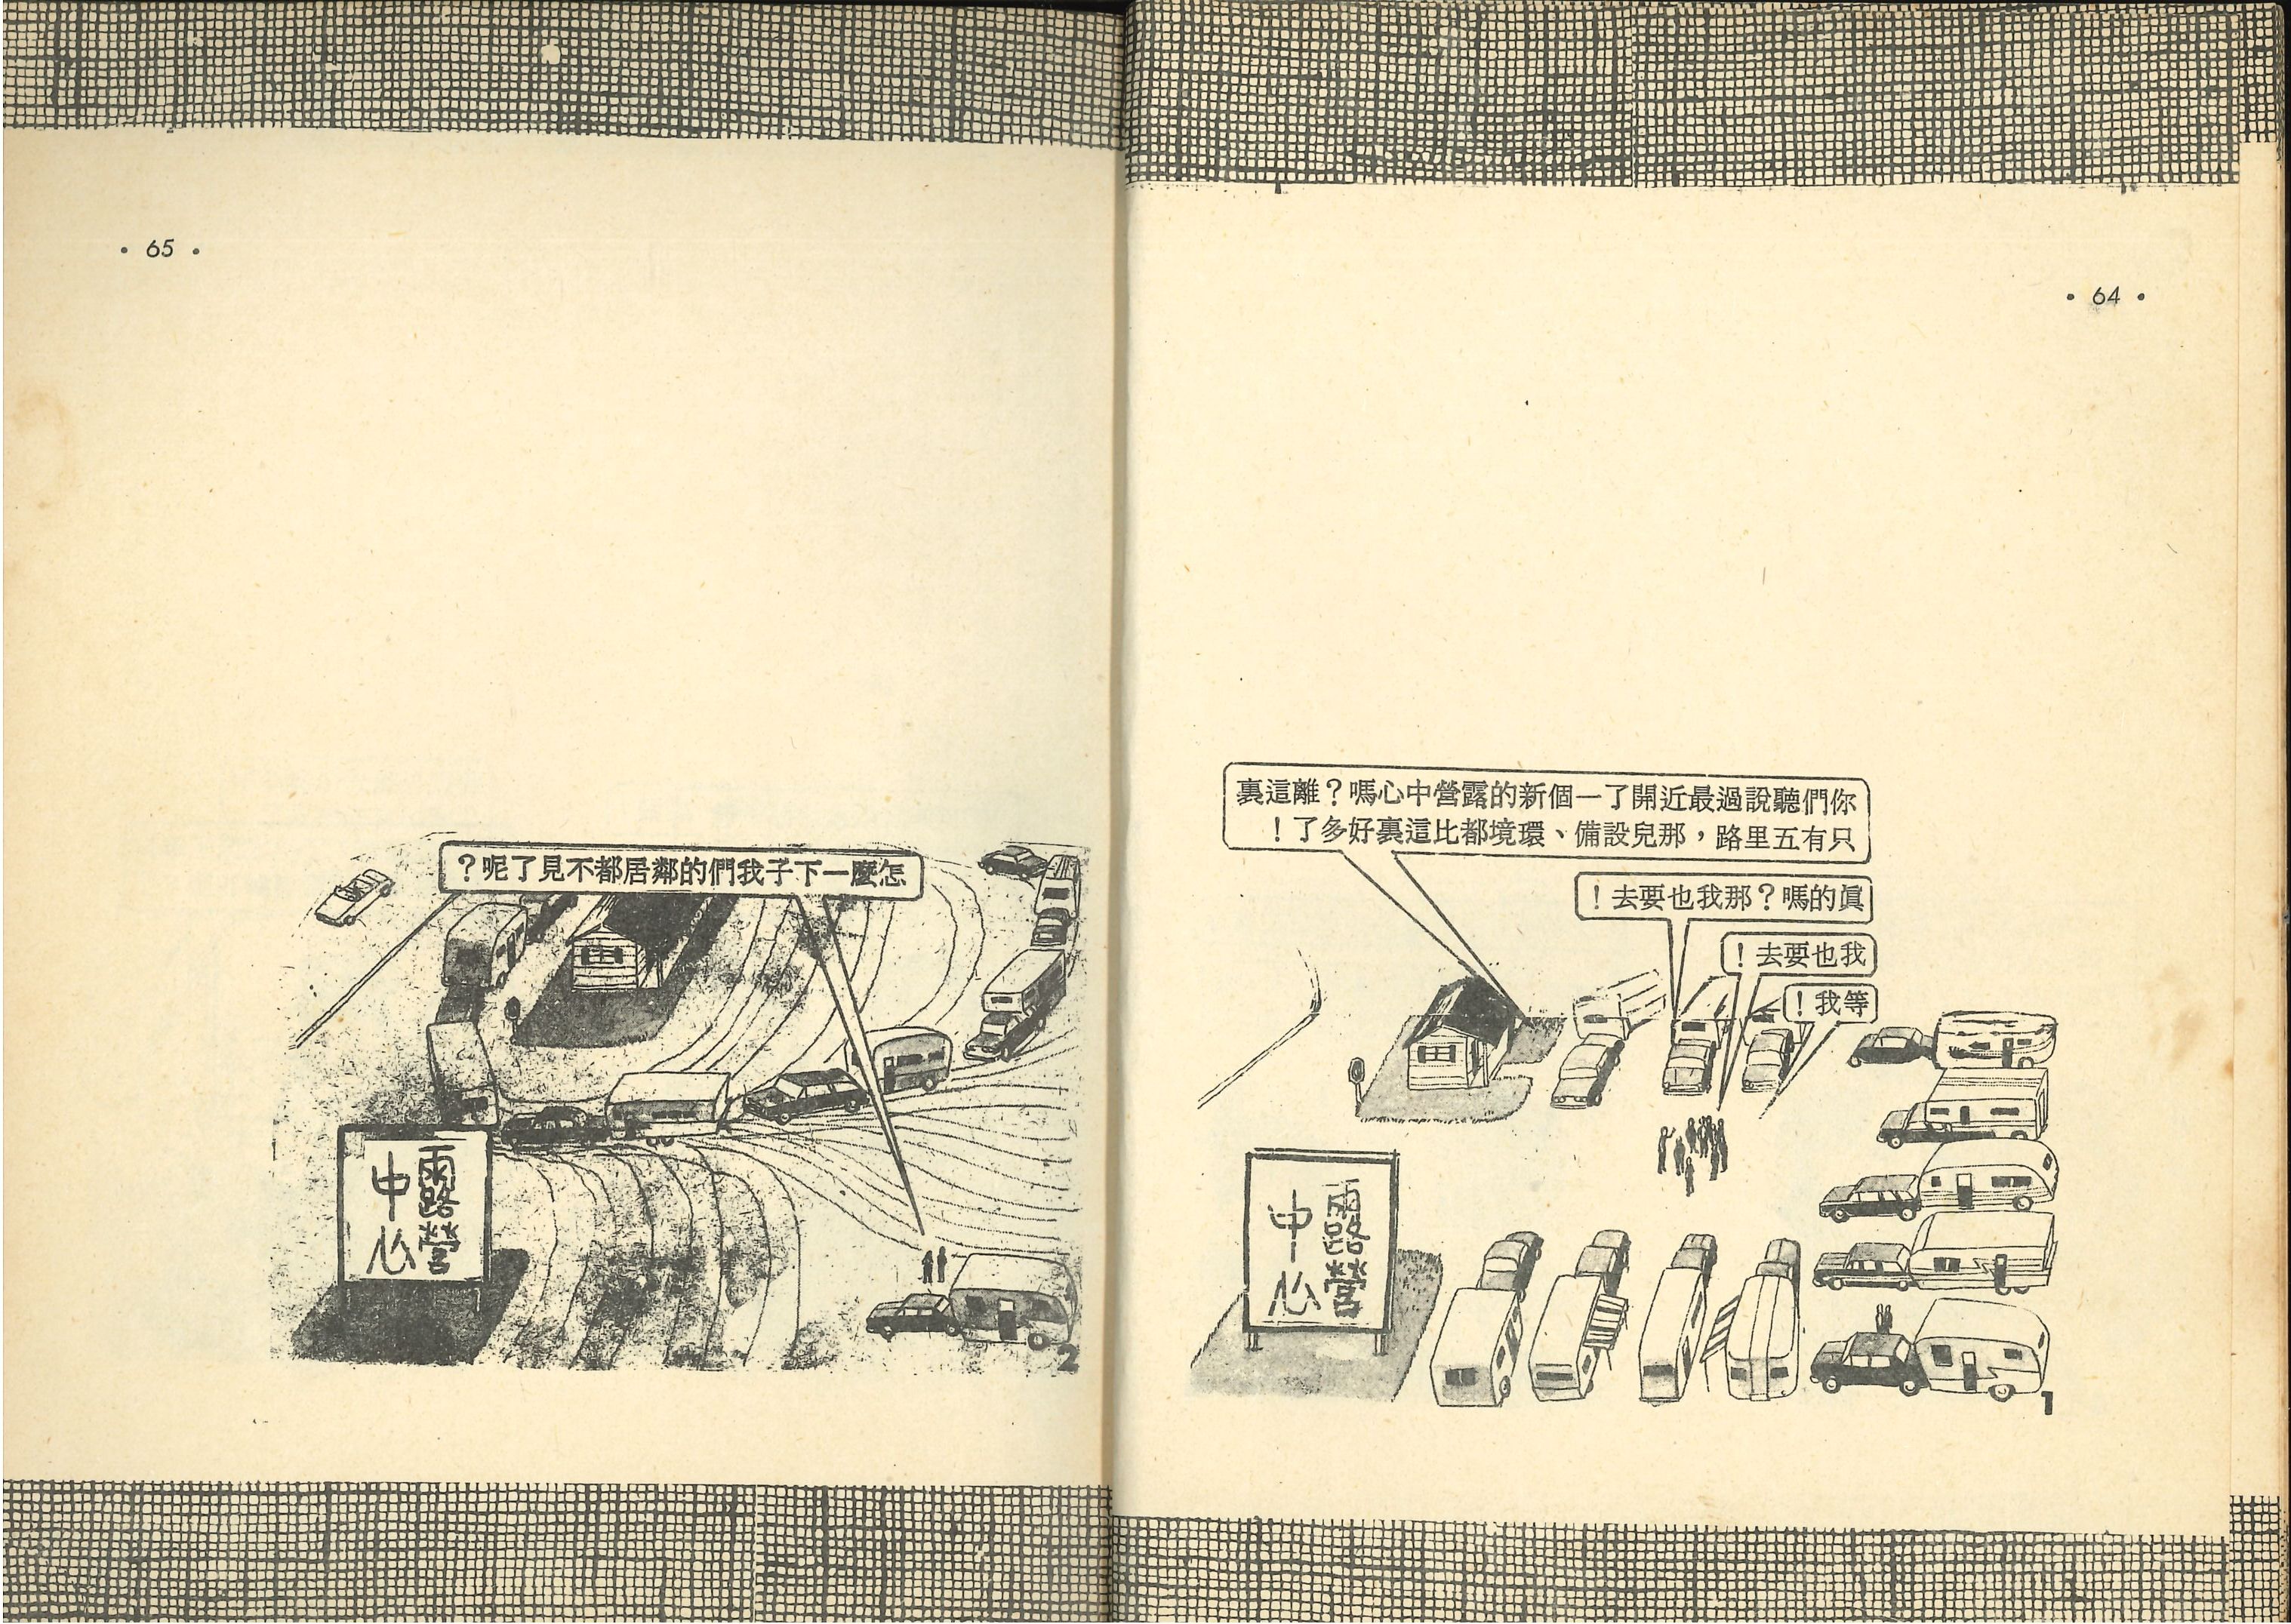 • 64 •
你們聽說過最近開了一個新的露營中心嗎？離這裏
只有五里路，那兒設備、環境都比這裏好多了！
眞的嗎？那我也要去！
我也要去！
等我！
露營
中心
1
• 65 •
怎麼一下子我們的鄰居都不見了呢？
露營
中心
2